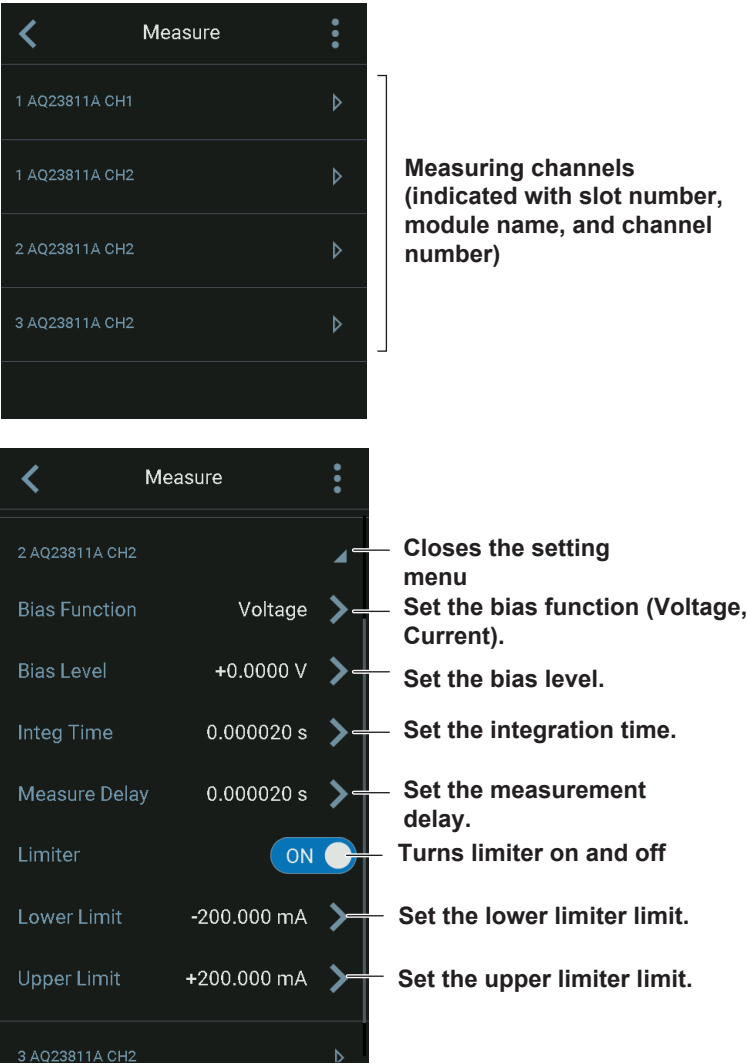 Measure
1 AQ23811A CH1
1 AQ23811A CH2
2 AQ23811A CH2
3 AQ23811A CH2
Measuring channels
(indicated with slot number,
module name, and channel
number)
Measure
2 AQ23811A CH2
Closes the setting
menu
Bias Function Voltage
Set the bias function (Voltage,
Current).
Bias Level +0.0000 V
Set the bias level.
Integ Time 0.000020 s
Set the integration time.
Measure Delay 0.000020 s
Set the measurement
delay.
Limiter ON
Turns limiter on and off
Lower Limit -200.000 mA
Set the lower limiter limit.
Upper Limit +200.000 mA
Set the upper limiter limit.
3 AQ23811A CH2